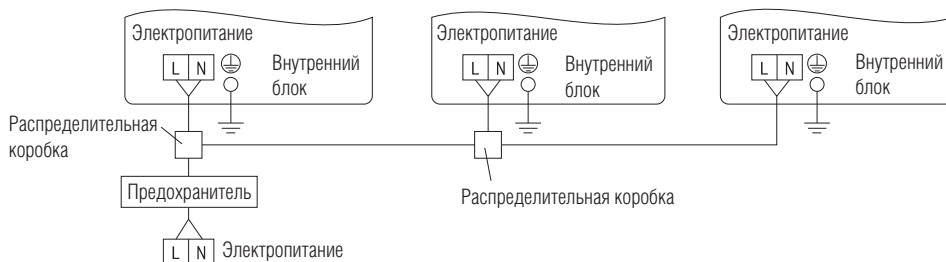 Электропитание
L N
Внутренний
блок
Электропитание
L N
Внутренний
блок
Электропитание
L N
Внутренний
блок
Распределительная
коробка
Распределительная коробка
Предохранитель
L N Электропитание